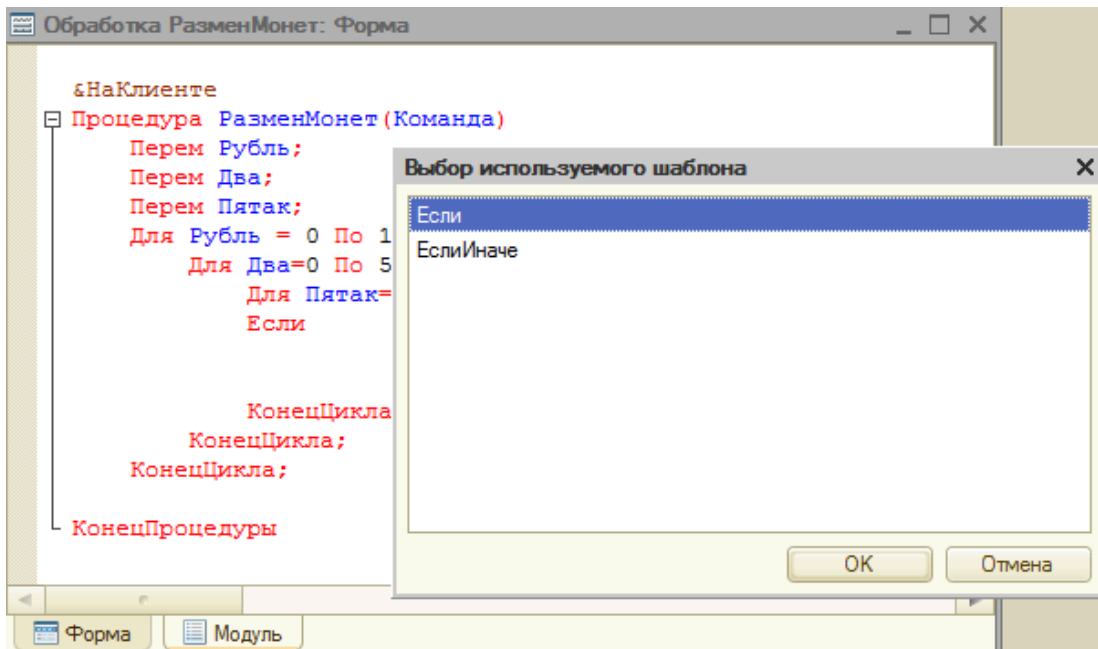 Обработка РазменМонет: Форма
&НаКлиенте
Процедура РазменМонет(Команда)
Перем Рубль;
Перем Два;
Перем Пятак;
Для Рубль = 0 По 1
Для Два=0 По 5
Для Пятак=
Если
КонецЦикла
КонецЦикла;
КонецЦикла;
КонецПроцедуры
Выбор используемого шаблона
Если
ЕслиИначе
OK
Отмена
Форма
Модуль